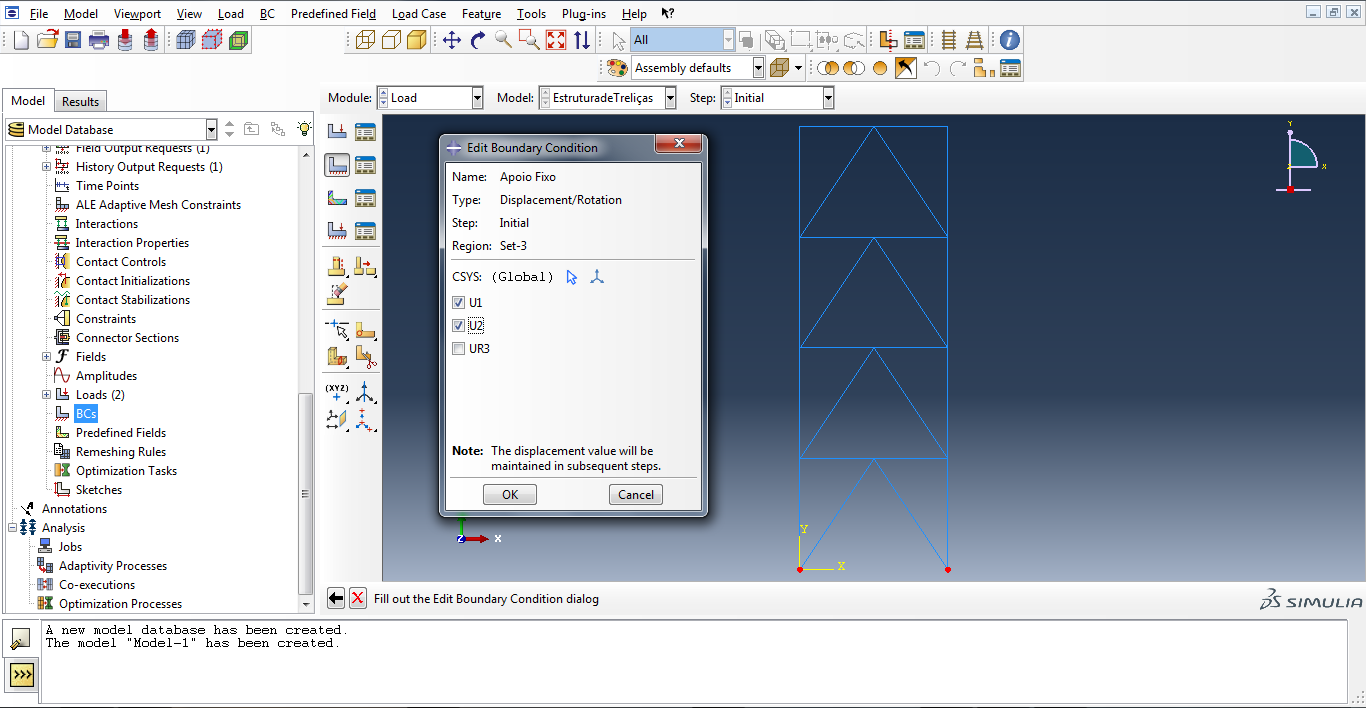 File Model Viewport View Load BC Predefined Field Load Case Feature Tools Plug-ins Help
All
Assembly defaults
Model Results
Module: Load Model: EstruturadeTreliças Step: Initial
Model Database
Field Output Requests (1)
History Output Requests (1)
Time Points
ALE Adaptive Mesh Constraints
Interactions
Interaction Properties
Contact Controls
Contact Initializations
Contact Stabilizations
Constraints
Connector Sections
Fields
Amplitudes
Loads (2)
BCs
Predefined Fields
Remeshing Rules
Optimization Tasks
Sketches
Annotations
Analysis
Jobs
Adaptivity Processes
Co-executions
Optimization Processes
(XYZ)
Edit Boundary Condition
Name: Apoio Fixo
Type: Displacement/Rotation
Step: Initial
Region: Set-3
CSYS: (Global)
U1
U2
UR3
Note: The displacement value will be
maintained in subsequent steps.
OK Cancel
Y
X
Z X
Y
X
Fill out the Edit Boundary Condition dialog
SIMULIA
A new model database has been created.
The model "Model-1" has been created.
>>>